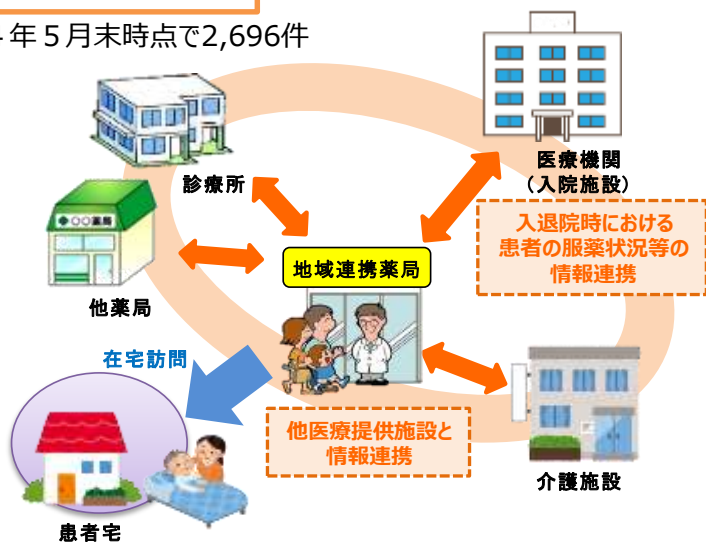 年５月末時点で2,696件
診療所
医療機関
（入院施設）
○○薬局
入退院時における
患者の服薬状況等の
情報連携
地域連携薬局
他薬局
在宅訪問
他医療提供施設と
情報連携
介護施設
患者宅